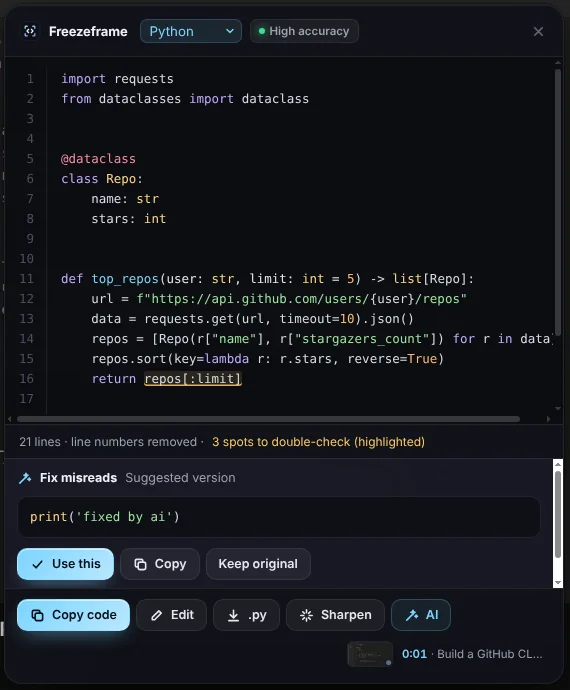 Freezeframe Python High accuracy
1 import requests
2 from dataclasses import dataclass
3
4
5 @dataclass
6 class Repo:
7     name: str
8     stars: int
9
10
11 def top_repos(user: str, limit: int = 5) -> list[Repo]:
12     url = f"https://api.github.com/users/{user}/repos"
13     data = requests.get(url, timeout=10).json()
14     repos = [Repo(r["name"], r["stargazers_count"]) for r in data]
15     repos.sort(key=lambda r: r.stars, reverse=True)
16     return repos[:limit]
17
21 lines · line numbers removed · 3 spots to double-check (highlighted)
Fix misreads Suggested version
print('fixed by ai')
Use this Copy Keep original
Copy code Edit .py Sharpen AI
0:01 · Build a GitHub CL...